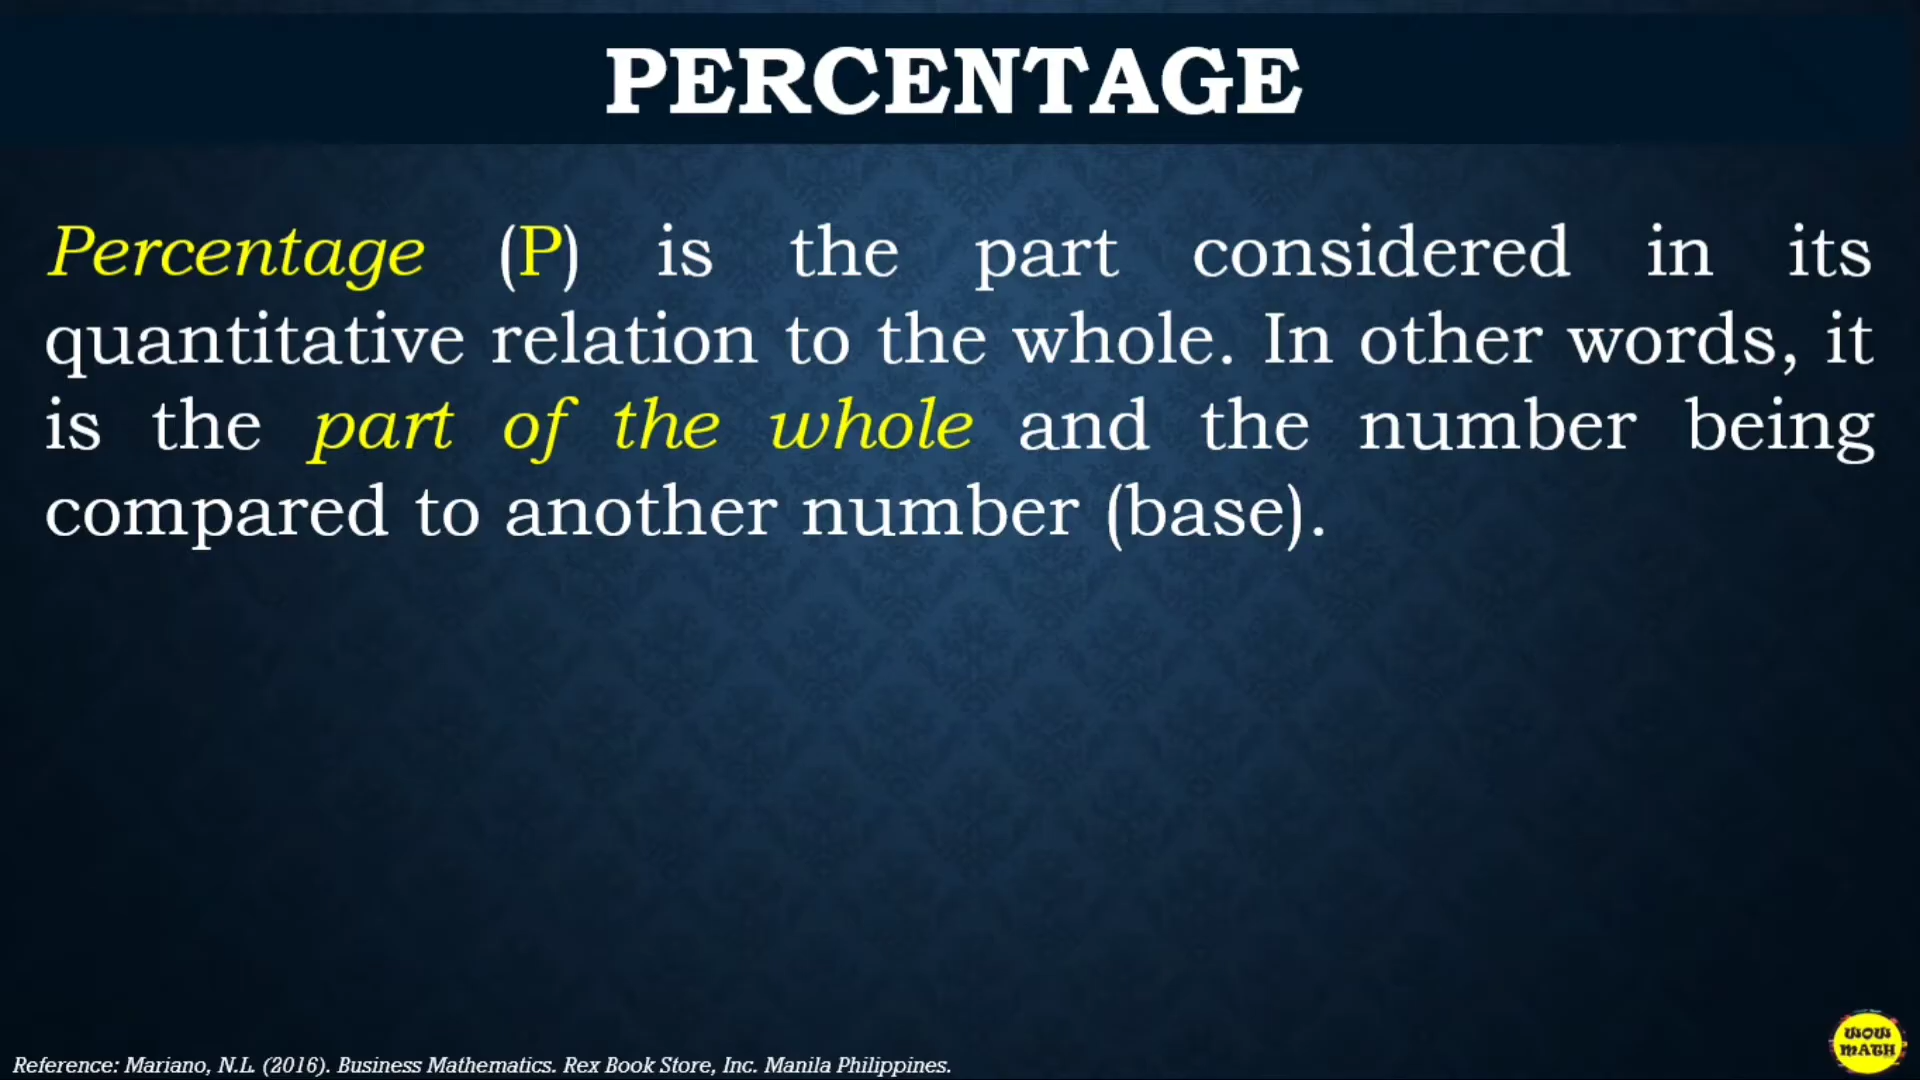 PERCENTAGE
Percentage (P) is the part considered in its
quantitative relation to the whole. In other words, it
is the part of the whole and the number being
compared to another number (base).
WOW
MATH
Reference: Mariano, N.L. (2016). Business Mathematics. Rex Book Store, Inc. Manila Philippines.